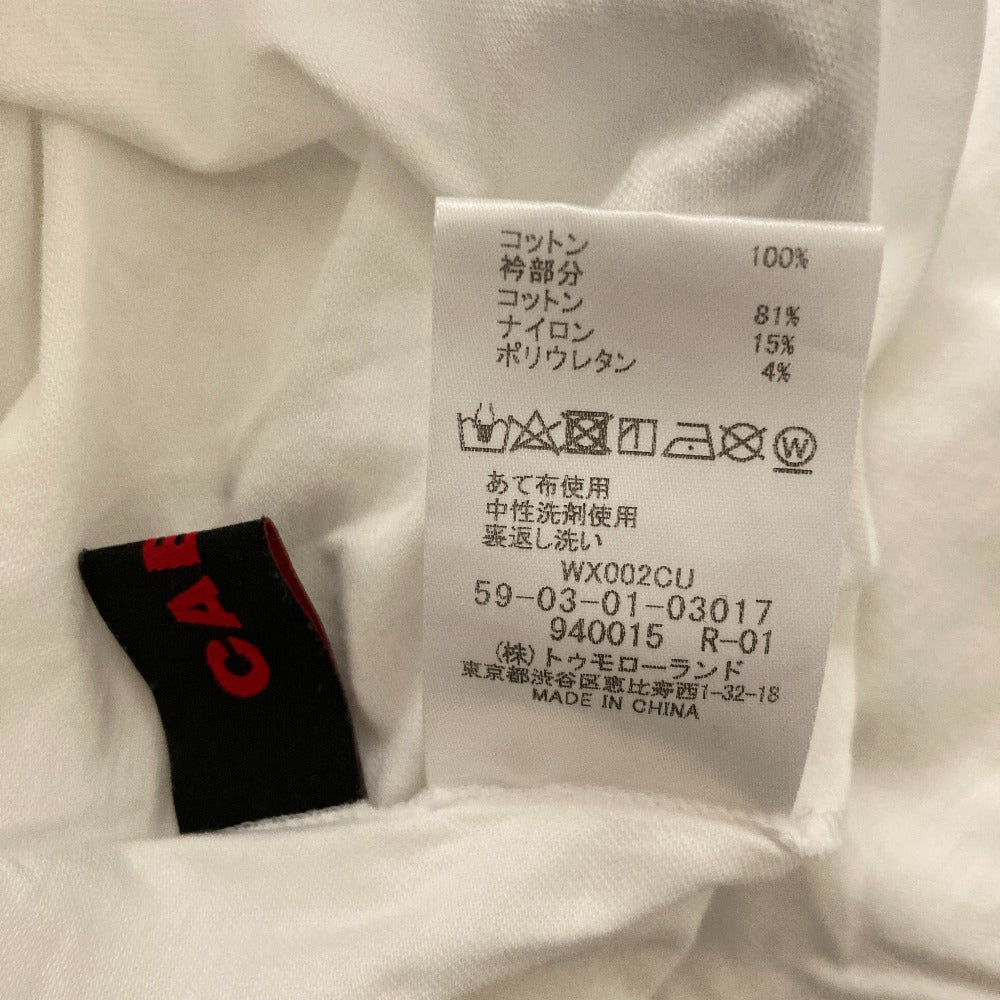 コットン 100%
衿部分
コットン 81%
ナイロン 15%
ポリウレタン 4%
W
あて布使用
中性洗剤使用
裏返し洗い
WX002CU
59-03-01-03017
940015 R-01
(株)トゥモローランド
東京都渋谷区恵比寿西1-32-18
MADE IN CHINA
CAB